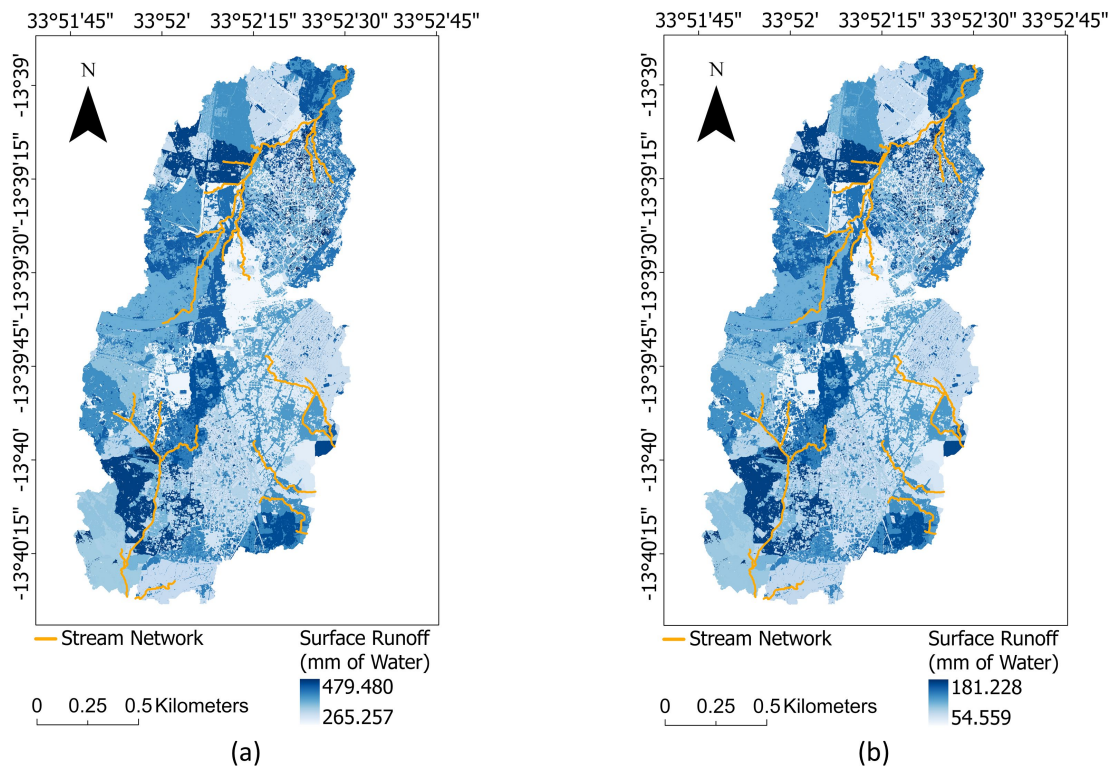 33°51'45" 33°52' 33°52'15" 33°52'30" 33°52'45"
N
-13°39'
-13°39'15"
-13°39'30"
-13°39'45"
-13°40'
-13°40'15"
Stream Network
Surface Runoff
(mm of Water)
479.480
265.257
0 0.25 0.5 Kilometers
(a)
33°51'45" 33°52' 33°52'15" 33°52'30" 33°52'45"
N
-13°39'
-13°39'15"
-13°39'30"
-13°39'45"
-13°40'
-13°40'15"
Stream Network
Surface Runoff
(mm of Water)
181.228
54.559
0 0.25 0.5 Kilometers
(b)